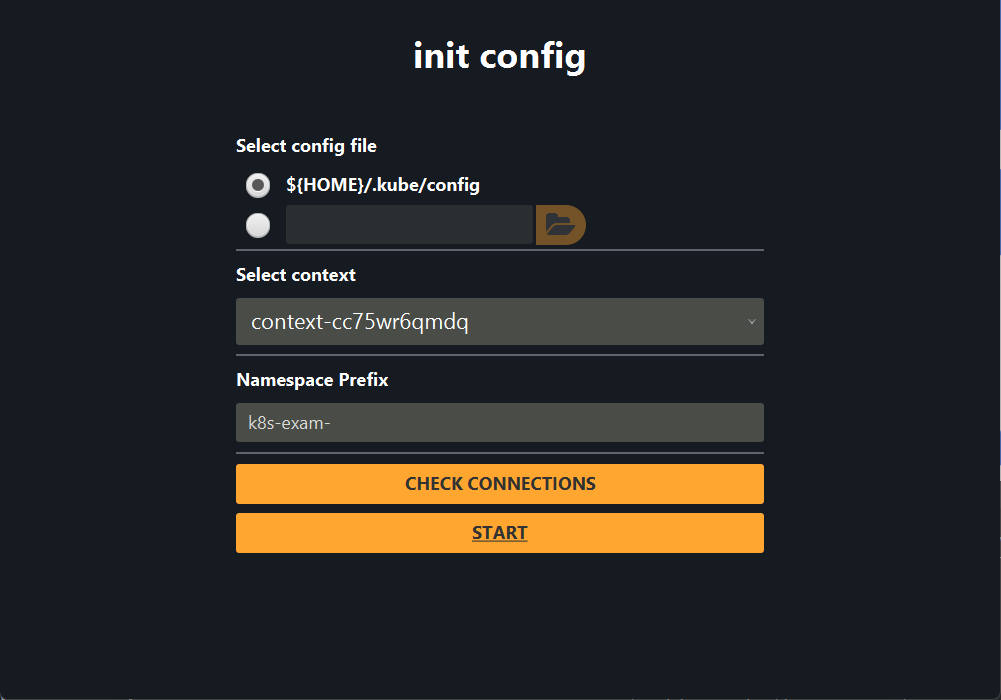 init config
Select config file
${HOME}/.kube/config
Select context
context-cc75wr6qmdq
Namespace Prefix
k8s-exam-
CHECK CONNECTIONS
START